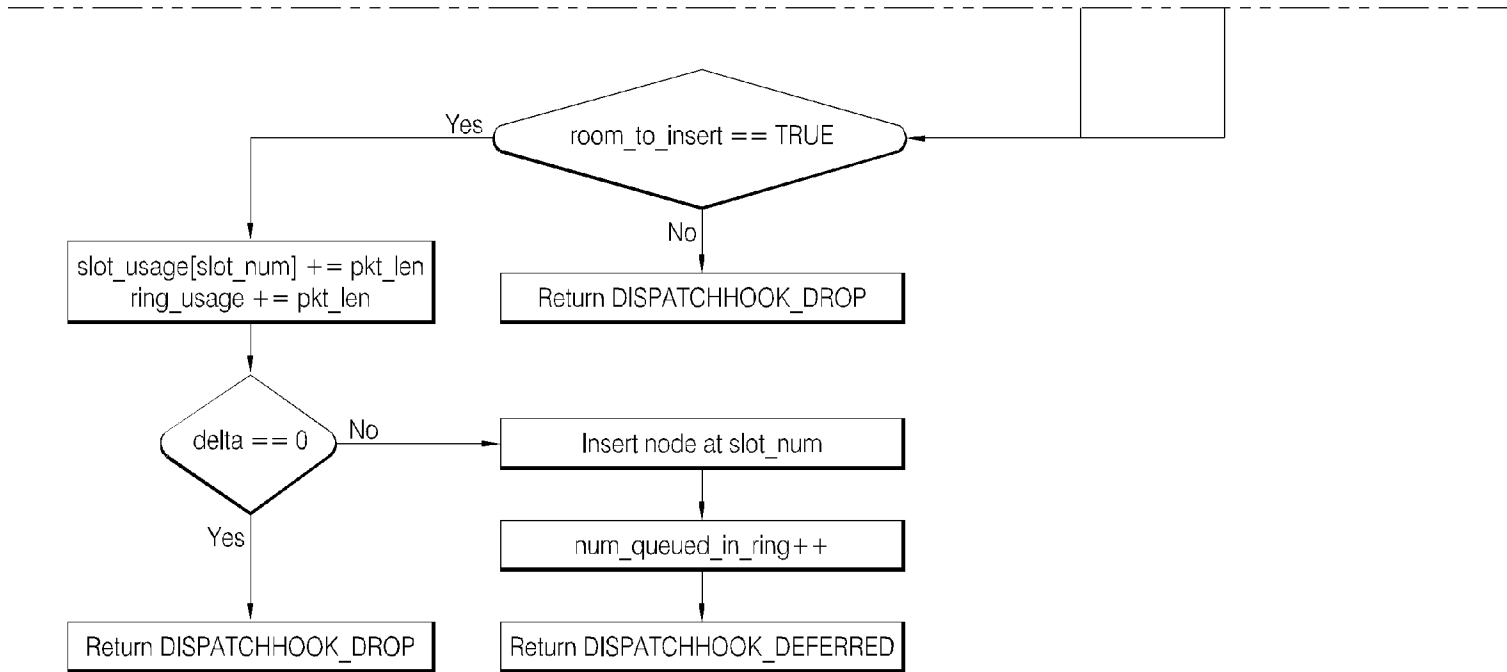 room_to_insert == TRUE
Yes
No
slot_usage[slot_num] += pkt_len
ring_usage += pkt_len
Return DISPATCHHOOK_DROP
delta == 0
No
Insert node at slot_num
Yes
num_queued_in_ring++
Return DISPATCHHOOK_DROP
Return DISPATCHHOOK_DEFERRED